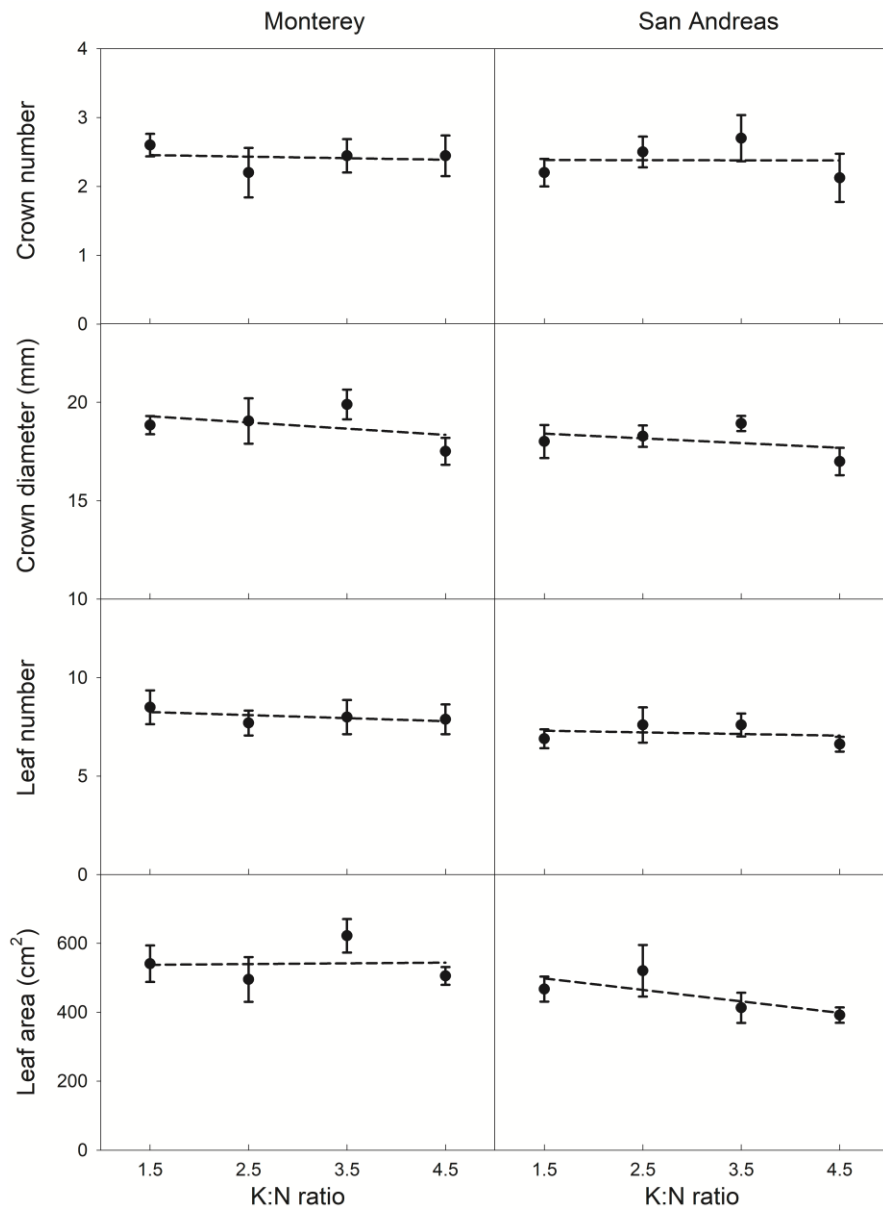 Monterey
San Andreas
Crown number
4
3
2
1
0
Crown diameter (mm)
20
15
10
Leaf number
10
5
0
Leaf area (cm²)
600
400
200
0
1.5 2.5 3.5 4.5
1.5 2.5 3.5 4.5
K:N ratio
K:N ratio